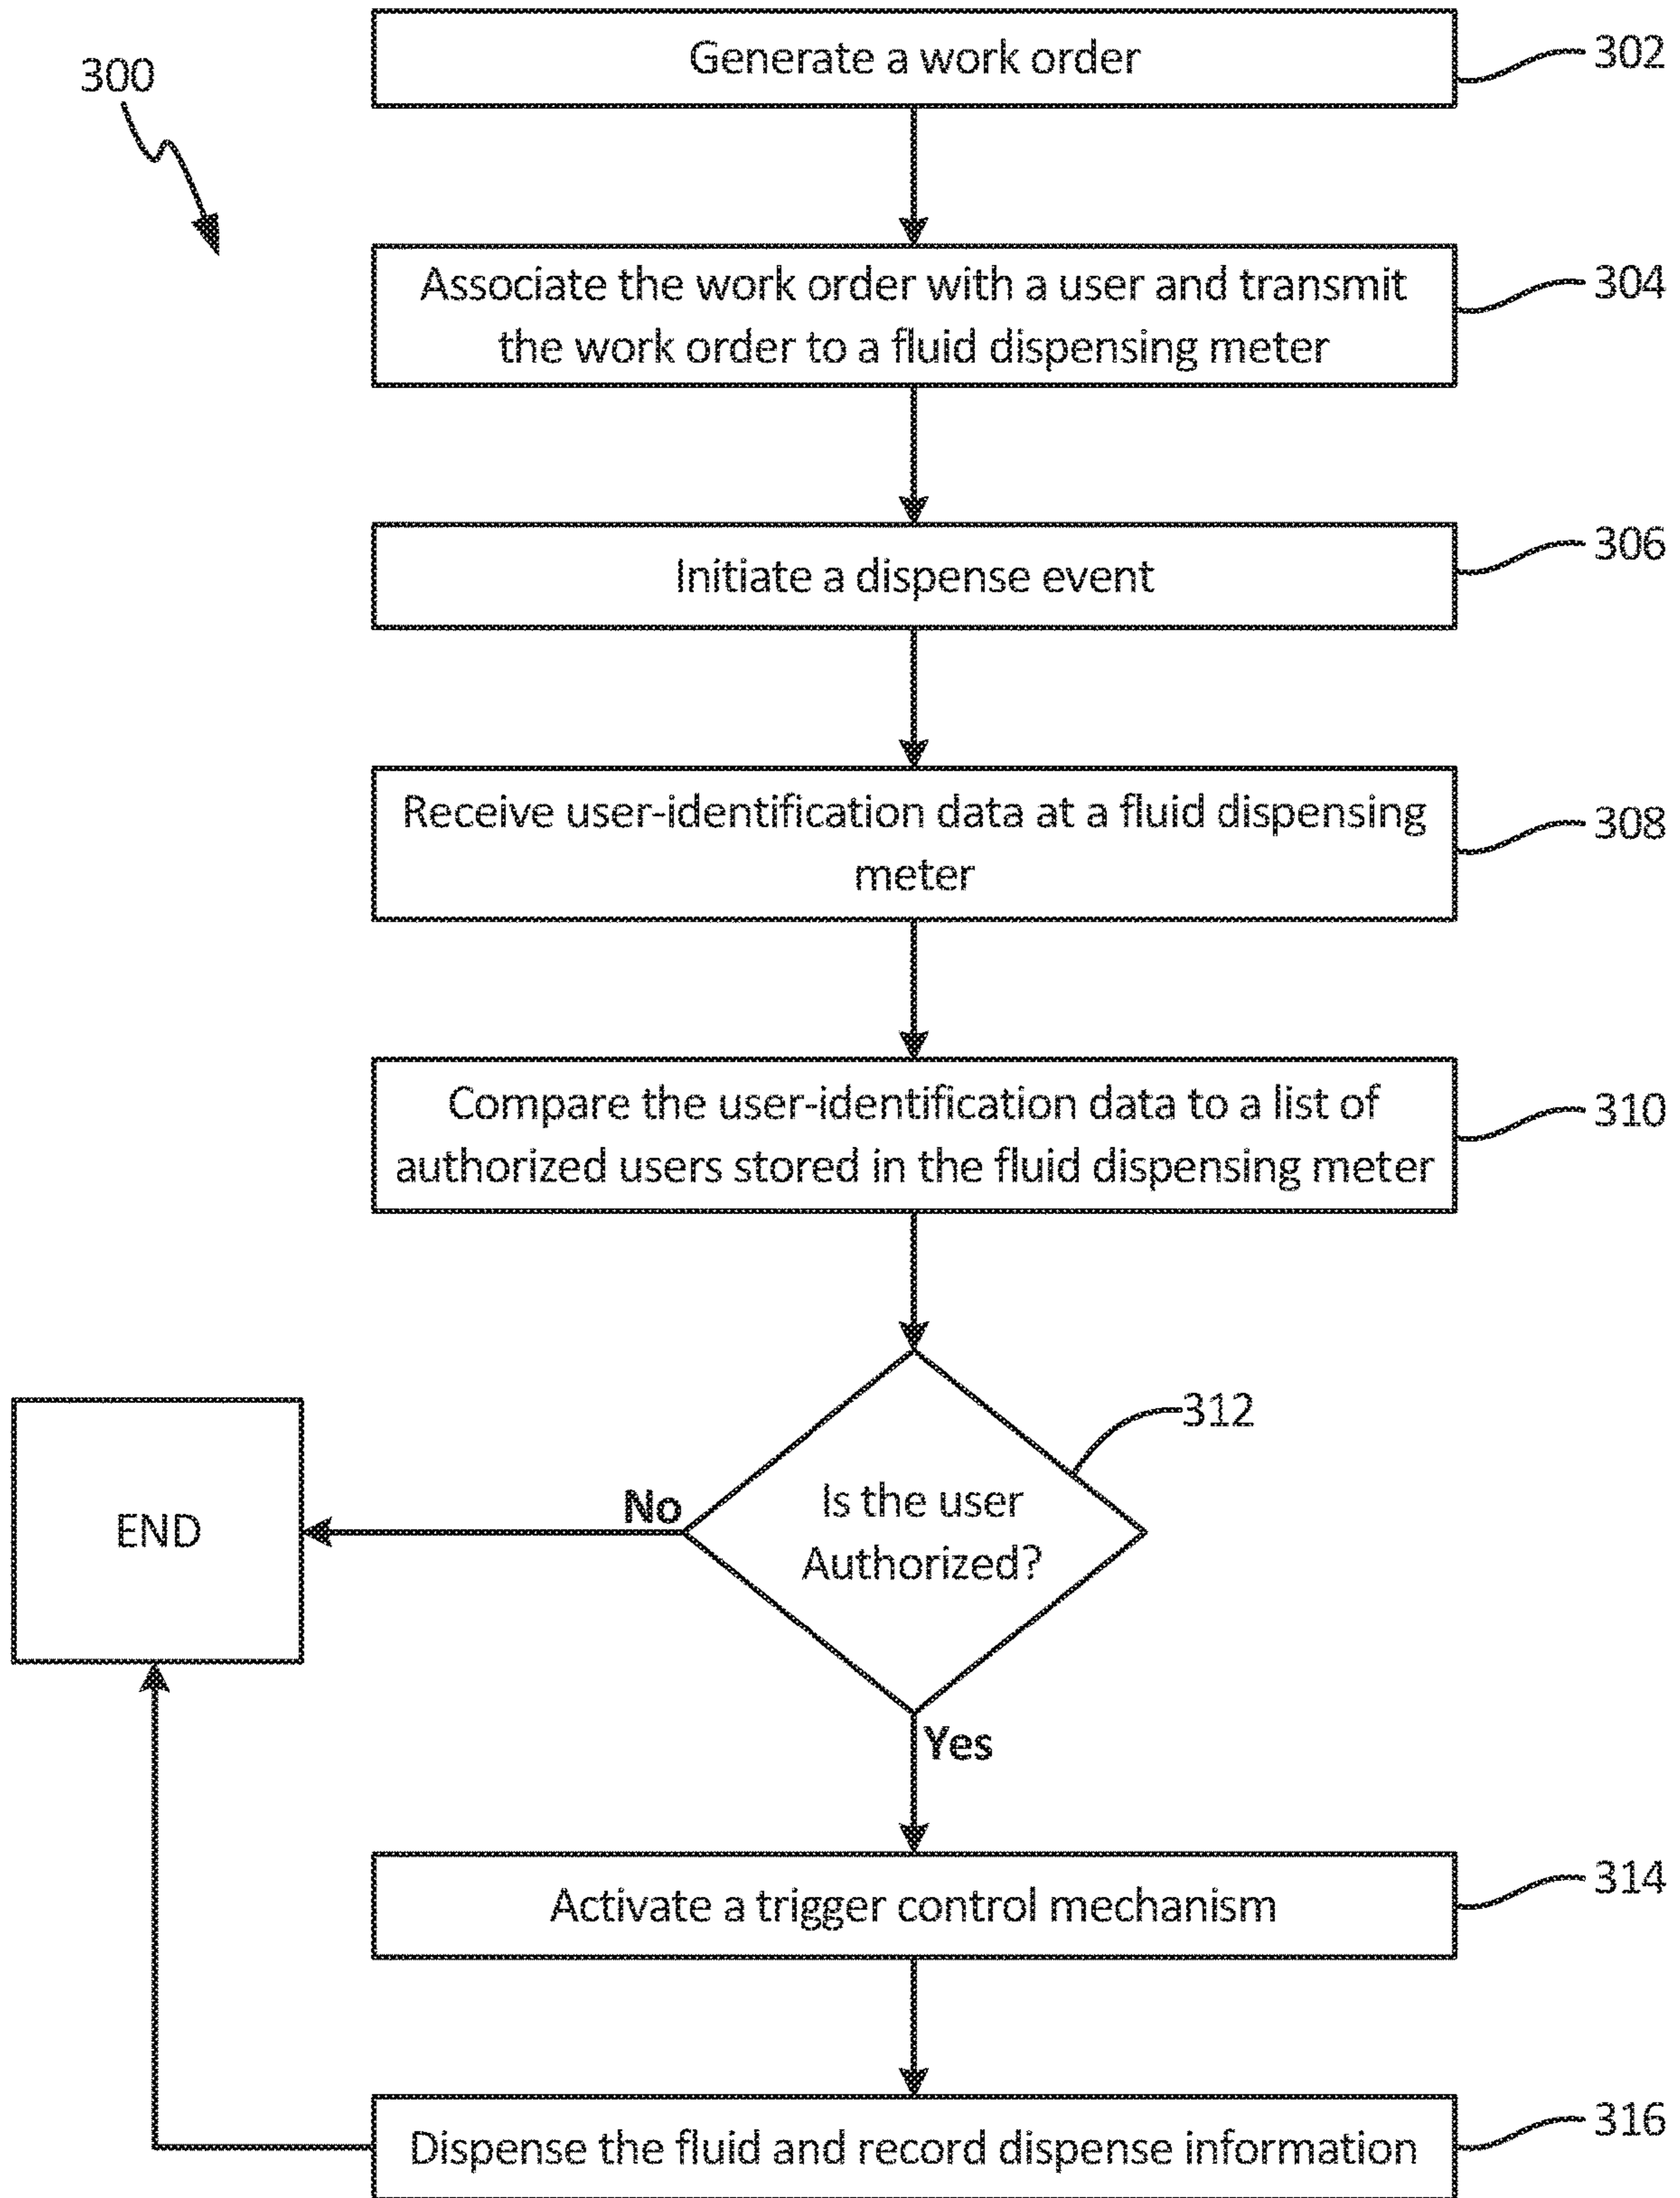 Generate a work order
302
300
Associate the work order with a user and transmit
the work order to a fluid dispensing meter
304
Initiate a dispense event
306
Receive user-identification data at a fluid dispensing
meter
308
Compare the user-identification data to a list of
authorized users stored in the fluid dispensing meter
310
312
Is the user
Authorized?
No
END
Yes
Activate a trigger control mechanism
314
Dispense the fluid and record dispense information
316